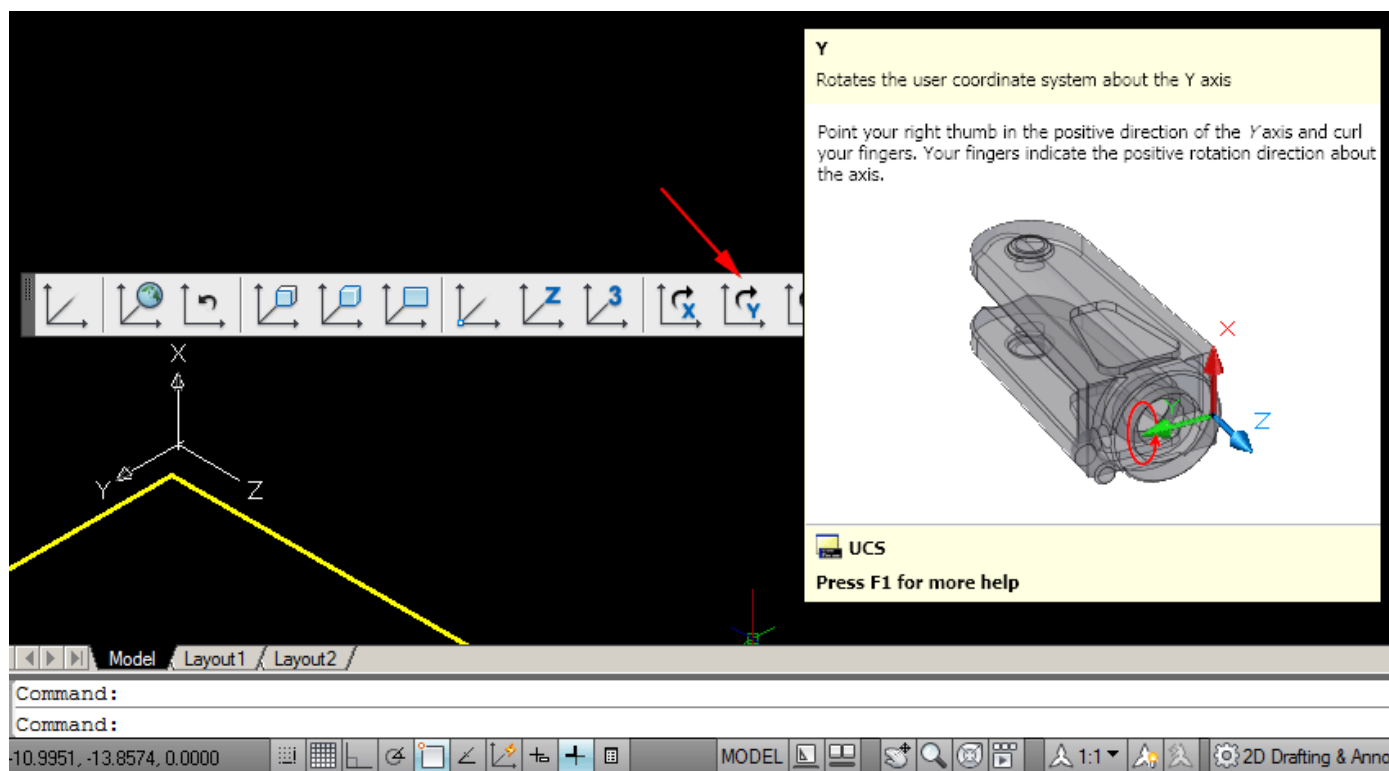 Y
Rotates the user coordinate system about the Y axis
Point your right thumb in the positive direction of the Y axis and curl
your fingers. Your fingers indicate the positive rotation direction about
the axis.
Z 3 X Y
X
Y Z
X
Y
Z
UCS
Press F1 for more help
Model Layout1 Layout2
Command:
Command:
-10.9951, -13.8574, 0.0000 MODEL 1:1 2D Drafting & Anno